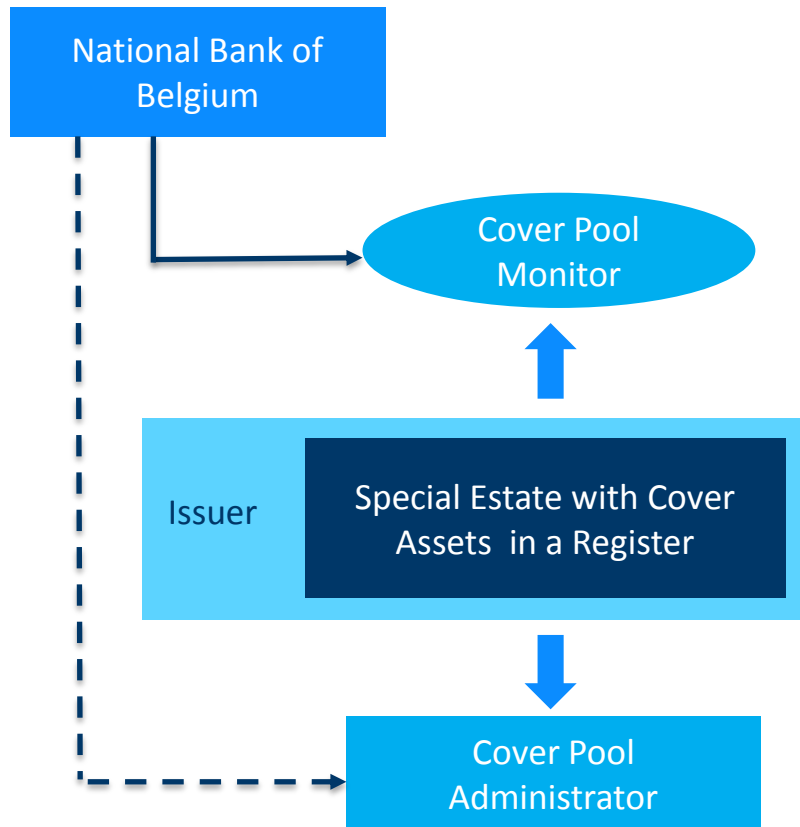 National Bank of
Belgium
Cover Pool
Monitor
Issuer
Special Estate with Cover
Assets in a Register
Cover Pool
Administrator